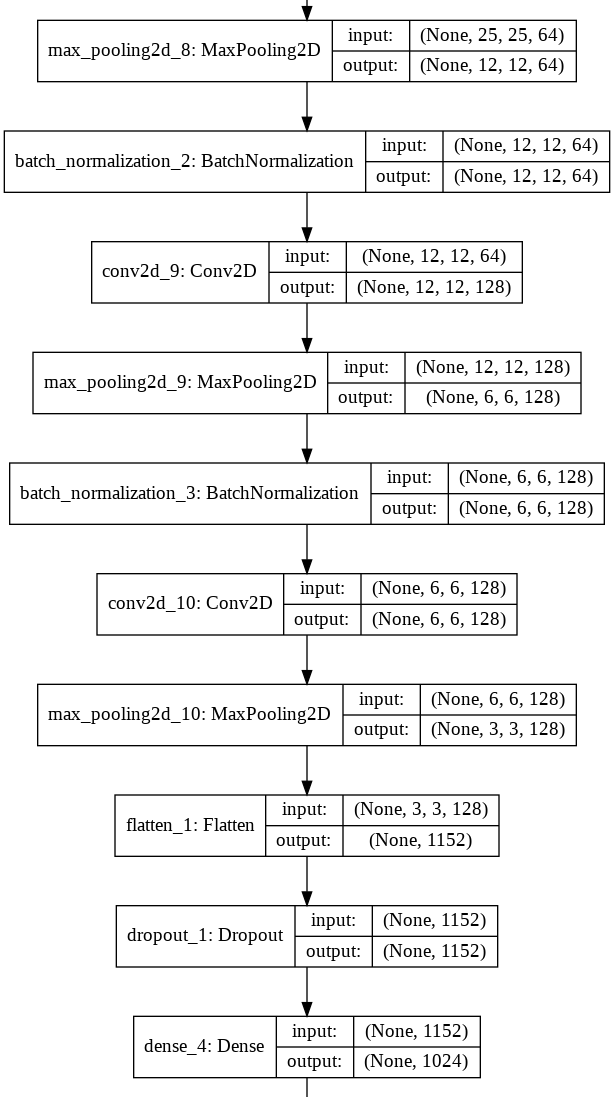 max_pooling2d_8: MaxPooling2D input: (None, 25, 25, 64)
output: (None, 12, 12, 64)
batch_normalization_2: BatchNormalization input: (None, 12, 12, 64)
output: (None, 12, 12, 64)
conv2d_9: Conv2D input: (None, 12, 12, 64)
output: (None, 12, 12, 128)
max_pooling2d_9: MaxPooling2D input: (None, 12, 12, 128)
output: (None, 6, 6, 128)
batch_normalization_3: BatchNormalization input: (None, 6, 6, 128)
output: (None, 6, 6, 128)
conv2d_10: Conv2D input: (None, 6, 6, 128)
output: (None, 6, 6, 128)
max_pooling2d_10: MaxPooling2D input: (None, 6, 6, 128)
output: (None, 3, 3, 128)
flatten_1: Flatten input: (None, 3, 3, 128)
output: (None, 1152)
dropout_1: Dropout input: (None, 1152)
output: (None, 1152)
dense_4: Dense input: (None, 1152)
output: (None, 1024)